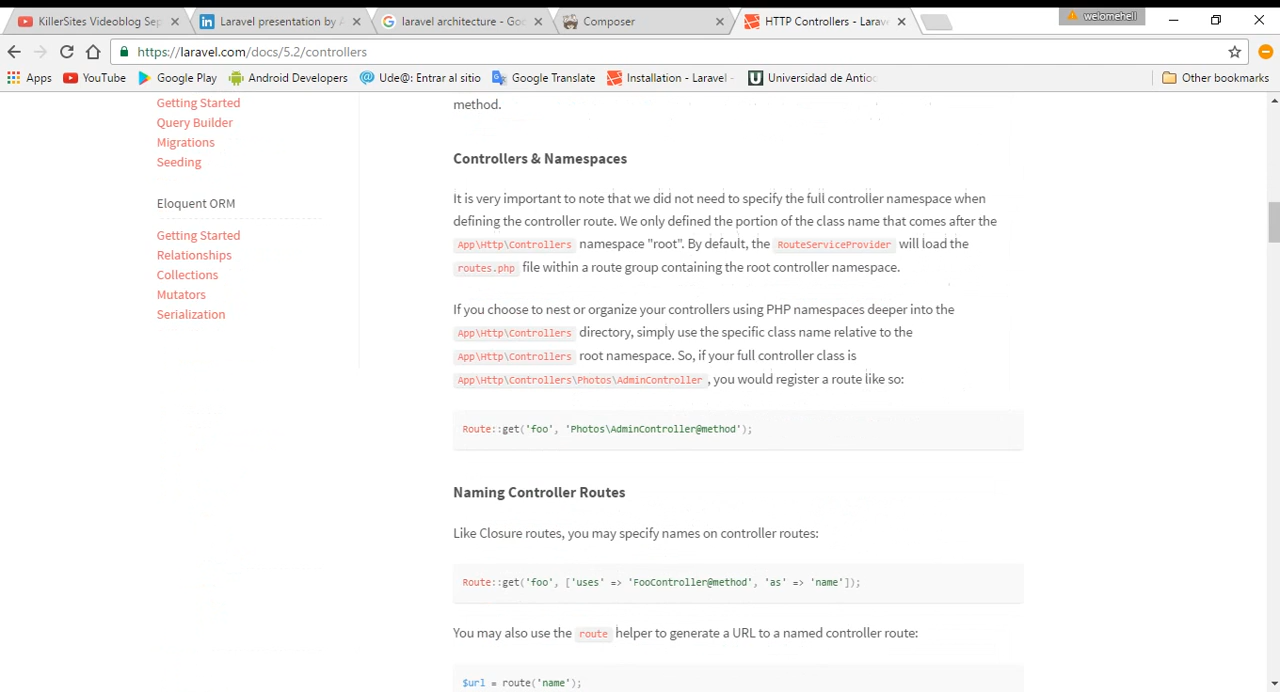 KillerSites Videoblog Sep
Laravel presentation by A
laravel architecture - Goo
Composer
HTTP Controllers - Larav
welomehell
https://laravel.com/docs/5.2/controllers
Apps
YouTube
Google Play
Android Developers
Ude@: Entrar al sitio
Google Translate
Installation - Laravel -
Universidad de Antioq
Other bookmarks
Getting Started
Query Builder
Migrations
Seeding
Eloquent ORM
Getting Started
Relationships
Collections
Mutators
Serialization
method.
Controllers & Namespaces
It is very important to note that we did not need to specify the full controller namespace when
defining the controller route. We only defined the portion of the class name that comes after the
App\Http\Controllers namespace "root". By default, the RouteServiceProvider will load the
routes.php file within a route group containing the root controller namespace.
If you choose to nest or organize your controllers using PHP namespaces deeper into the
App\Http\Controllers directory, simply use the specific class name relative to the
App\Http\Controllers root namespace. So, if your full controller class is
App\Http\Controllers\Photos\AdminController , you would register a route like so:
Route::get('foo', 'Photos\AdminController@method');
Naming Controller Routes
Like Closure routes, you may specify names on controller routes:
Route::get('foo', ['uses' => 'FooController@method', 'as' => 'name']);
You may also use the route helper to generate a URL to a named controller route:
$url = route('name');